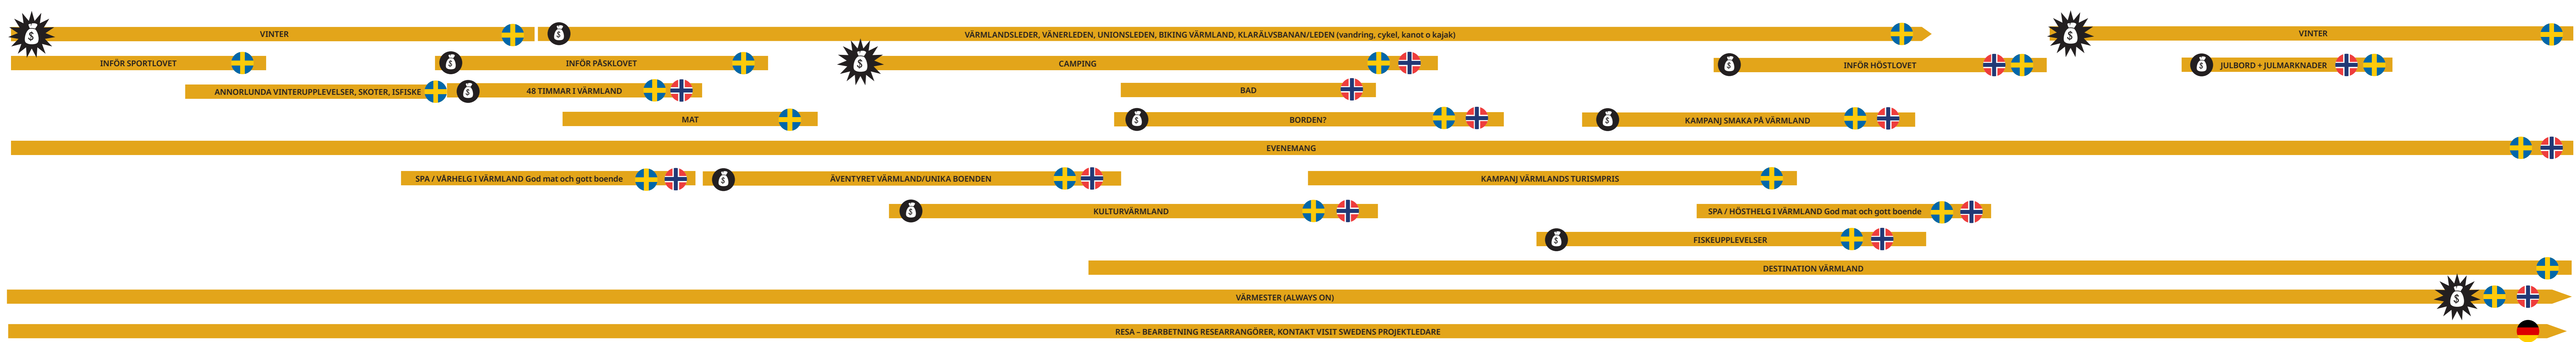 VINTER
VÄRMLANDSLEDER, VÄNERLEDEN, UNIONSLEDEN, BIKING VÄRMLAND, KLARÄLVSBANAN/LEDEN (vandring, cykel, kanot o kajak)
VINTER
INFÖR SPORTLOVET
INFÖR PÅSKLOVET
CAMPING
INFÖR HÖSTLOVET
JULBORD + JULMARKNADER
ANNORLUNDA VINTERUPPLEVELSER, SKOTER, ISFISKE
48 TIMMAR I VÄRMLAND
BAD
MAT
BORDEN?
KAMPANJ SMAKA PÅ VÄRMLAND
EVENEMANG
SPA / VÅRHELG I VÄRMLAND God mat och gott boende
ÄVENTYRET VÄRMLAND/UNIKA BOENDEN
KAMPANJ VÄRMLANDS TURISMPRIS
KULTURVÄRMLAND
SPA / HÖSTHELG I VÄRMLAND God mat och gott boende
FISKEUPPLEVELSER
DESTINATION VÄRMLAND
VÄRMESTER (ALWAYS ON)
RESA – BEARBETNING RESEARRANGÖRER, KONTAKT VISIT SWEDENS PROJEKTLEDARE